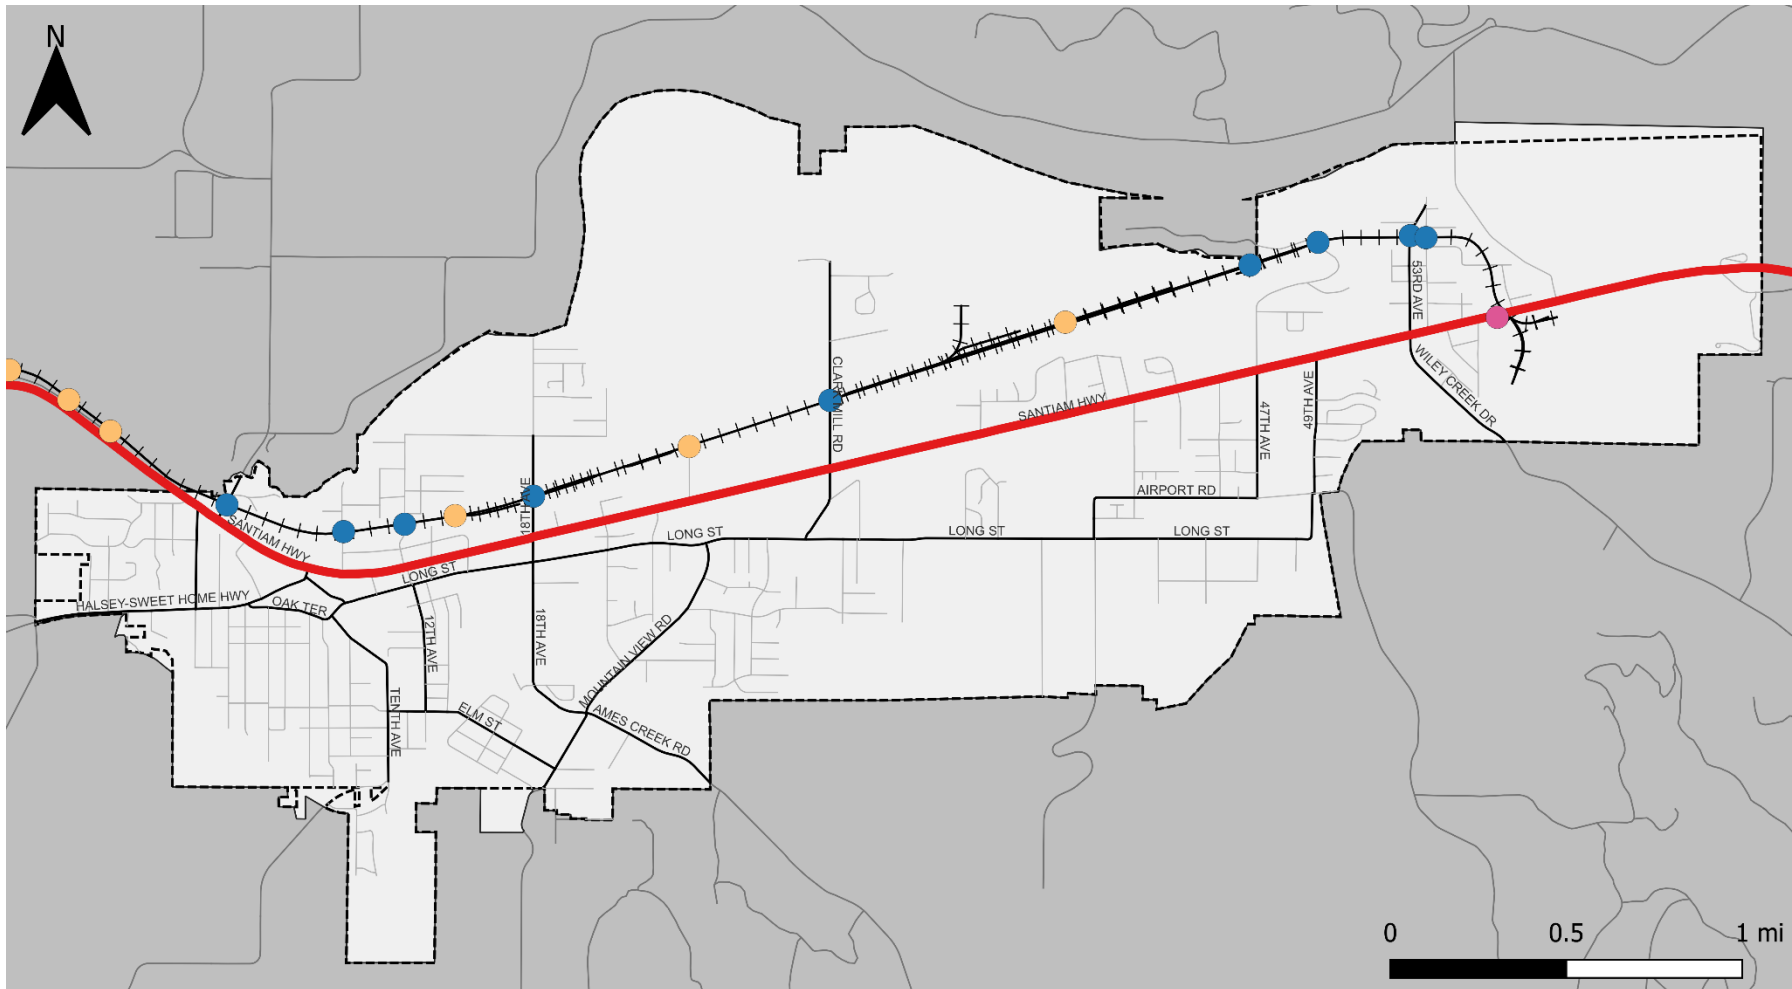 N
53RD AVE
WILEY CREEK DR
CLARK MILL RD
SANTIAM HWY
47TH AVE
49TH AVE
AIRPORT RD
18TH AVE
SANTIAM HWY
LONG ST
LONG ST
LONG ST
LONG ST
HALSEY-SWEET HOME HWY
OAK TER
12TH AVE
18TH AVE
MOUNTAIN VIEW RD
TENTH AVE
ELM ST
AMES CREEK RD
0 0.5 1 mi